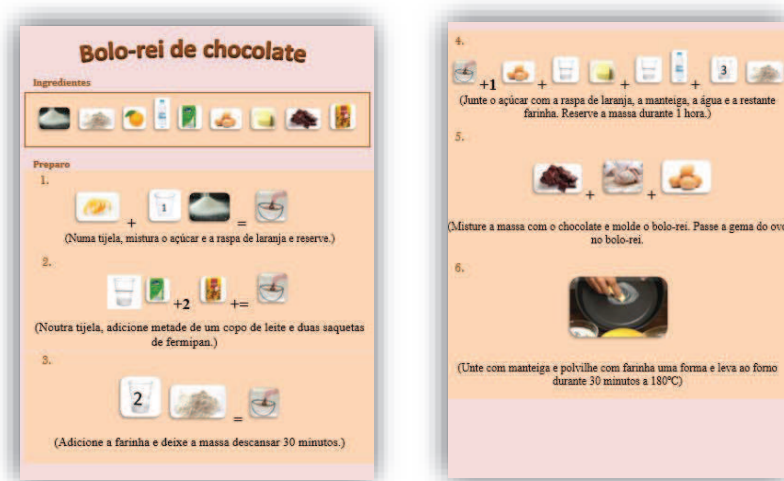 Bolo-rei de chocolate
Ingredientes
Preparo
1.
+ 1 =
(Numa tijela, mistura o açúcar e a raspa de laranja e reserve.)
2.
+2 +=
(Noutra tijela, adicione metade de um copo de leite e duas saquetas
de fermipan.)
3.
2 =
(Adicione a farinha e deixe a massa descansar 30 minutos.)
4.
+1 + + + 3
(Junte o açúcar com a raspa de laranja, a manteiga, a água e a restante
farinha. Reserve a massa durante 1 hora.)
5.
+ +
(Misture a massa com o chocolate e molde o bolo-rei. Passe a gema do ovo
no bolo-rei.
6.
(Unte com manteiga e polvilhe com farinha uma forma e leva ao forno
durante 30 minutos a 180ºC)